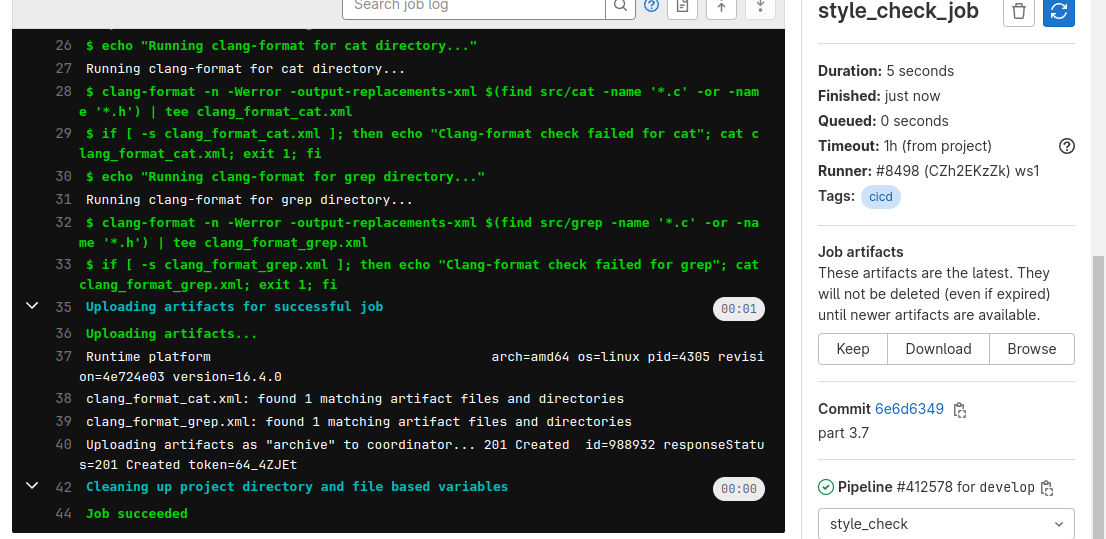 Search job log
style_check_job
26 $ echo "Running clang-format for cat directory..."
27 Running clang-format for cat directory...
28 $ clang-format -n -Werror -output-replacements-xml $(find src/cat -name '*.c' -or -nam
e '*.h') | tee clang_format_cat.xml
29 $ if [ -s clang_format_cat.xml ]; then echo "Clang-format check failed for cat"; cat c
lang_format_cat.xml; exit 1; fi
30 $ echo "Running clang-format for grep directory..."
31 Running clang-format for grep directory...
32 $ clang-format -n -Werror -output-replacements-xml $(find src/grep -name '*.c' -or -na
me '*.h') | tee clang_format_grep.xml
33 $ if [ -s clang_format_grep.xml ]; then echo "Clang-format check failed for grep"; cat
clang_format_grep.xml; exit 1; fi
35 Uploading artifacts for successful job 00:01
36 Uploading artifacts...
37 Runtime platform arch=amd64 os=linux pid=4305 revisi
on=4e724e03 version=16.4.0
38 clang_format_cat.xml: found 1 matching artifact files and directories
39 clang_format_grep.xml: found 1 matching artifact files and directories
40 Uploading artifacts as "archive" to coordinator... 201 Created id=988932 responseStatu
s=201 Created token=64_4ZJEt
42 Cleaning up project directory and file based variables 00:00
44 Job succeeded
Duration: 5 seconds
Finished: just now
Queued: 0 seconds
Timeout: 1h (from project)
Runner: #8498 (CZh2EKzZk) ws1
Tags: cicd
Job artifacts
These artifacts are the latest. They
will not be deleted (even if expired)
until newer artifacts are available.
Keep Download Browse
Commit 6e6d6349
part 3.7
Pipeline #412578 for develop
style_check